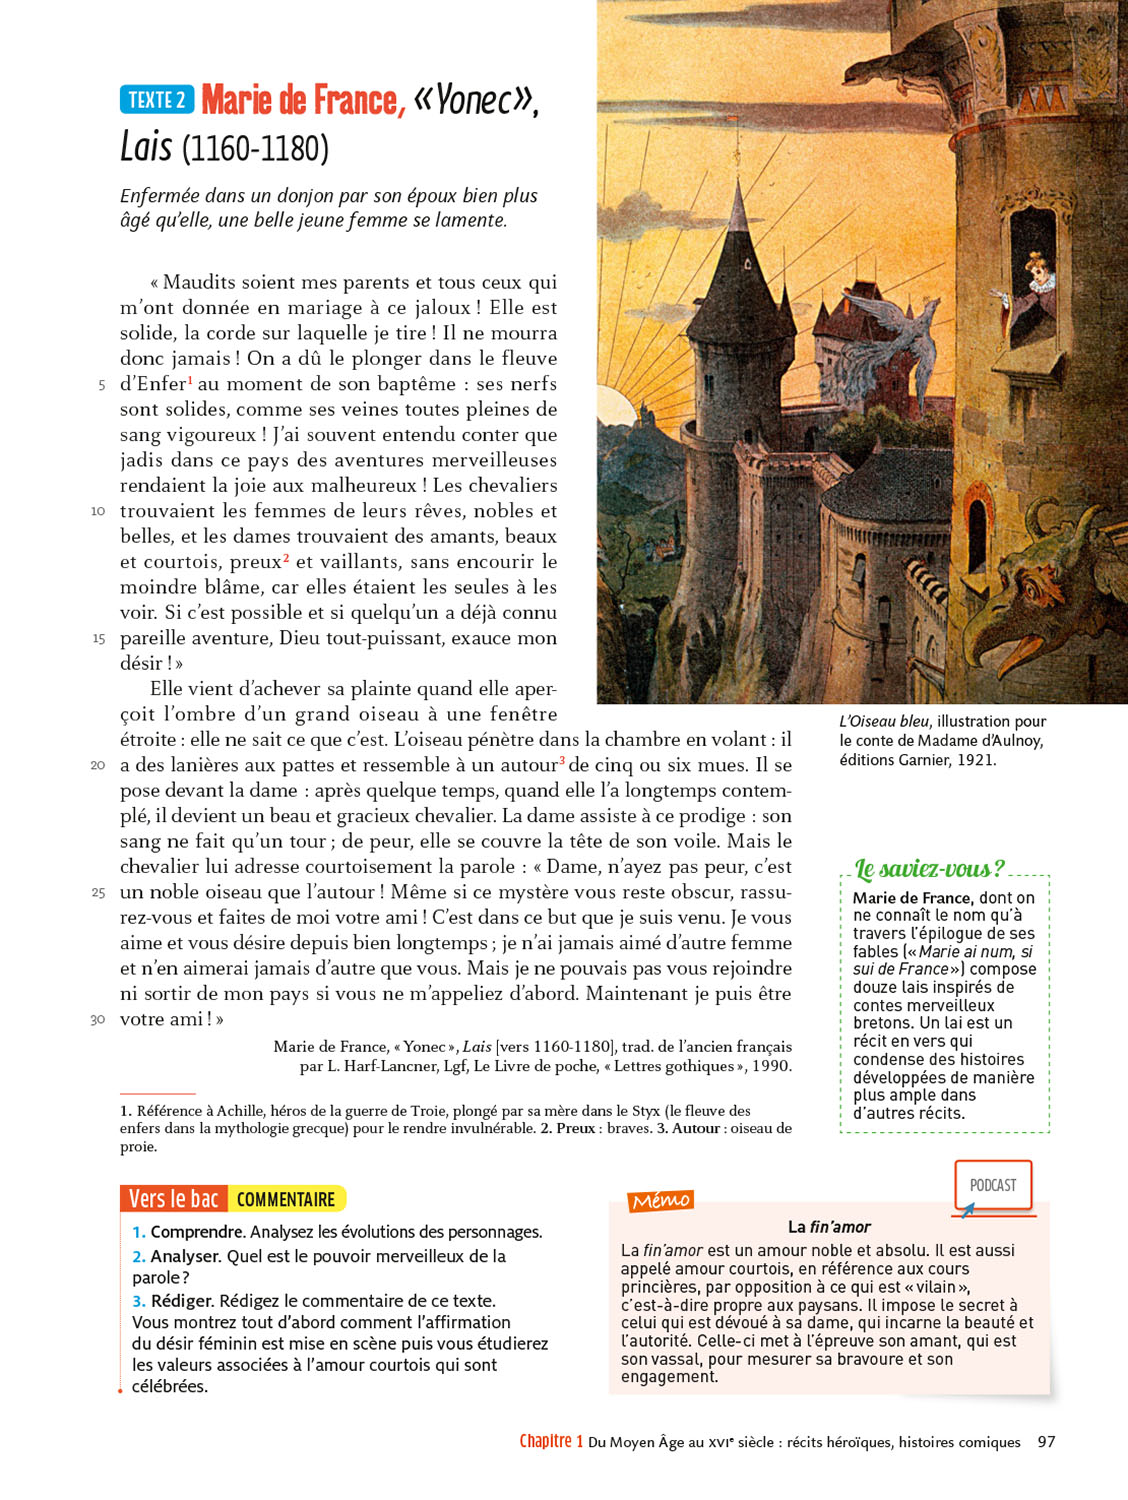 TEXTE 2 Marie de France, «Yonec»,
Lais (1160-1180)
Enfermée dans un donjon par son époux bien plus
âgé qu'elle, une belle jeune femme se lamente.
« Maudits soient mes parents et tous ceux qui
m'ont donnée en mariage à ce jaloux ! Elle est
solide, la corde sur laquelle je tire ! Il ne mourra
donc jamais ! On a dû le plonger dans le fleuve
5 d'Enfer1 au moment de son baptême : ses nerfs
sont solides, comme ses veines toutes pleines de
sang vigoureux ! J'ai souvent entendu conter que
jadis dans ce pays des aventures merveilleuses
rendaient la joie aux malheureux ! Les chevaliers
10 trouvaient les femmes de leurs rêves, nobles et
belles, et les dames trouvaient des amants, beaux
et courtois, preux2 et vaillants, sans encourir le
moindre blâme, car elles étaient les seules à les
voir. Si c'est possible et si quelqu'un a déjà connu
15 pareille aventure, Dieu tout-puissant, exauce mon
désir ! »
Elle vient d'achever sa plainte quand elle aper-
çoit l'ombre d'un grand oiseau à une fenêtre
étroite : elle ne sait ce que c'est. L'oiseau pénètre dans la chambre en volant : il
20 a des lanières aux pattes et ressemble à un autour3 de cinq ou six mues. Il se
pose devant la dame : après quelque temps, quand elle l'a longtemps contem-
plé, il devient un beau et gracieux chevalier. La dame assiste à ce prodige : son
sang ne fait qu'un tour ; de peur, elle se couvre la tête de son voile. Mais le
chevalier lui adresse courtoisement la parole : « Dame, n'ayez pas peur, c'est
25 un noble oiseau que l'autour ! Même si ce mystère vous reste obscur, rassu-
rez-vous et faites de moi votre ami ! C'est dans ce but que je suis venu. Je vous
aime et vous désire depuis bien longtemps ; je n'ai jamais aimé d'autre femme
et n'en aimerai jamais d'autre que vous. Mais je ne pouvais pas vous rejoindre
ni sortir de mon pays si vous ne m'appeliez d'abord. Maintenant je puis être
30 votre ami ! »
Marie de France, « Yonec », Lais [vers 1160-1180], trad. de l'ancien français
par L. Harf-Lancner, Lgf, Le Livre de poche, « Lettres gothiques », 1990.
1. Référence à Achille, héros de la guerre de Troie, plongé par sa mère dans le Styx (le fleuve des
enfers dans la mythologie grecque) pour le rendre invulnérable. 2. Preux : braves. 3. Autour : oiseau de
proie.
L'Oiseau bleu, illustration pour
le conte de Madame d'Aulnoy,
éditions Garnier, 1921.
Le saviez-vous ?
Marie de France, dont on
ne connaît le nom qu'à
travers l'épilogue de ses
fables («Marie ai num, si
sui de France») compose
douze lais inspirés de
contes merveilleux
bretons. Un lai est un
récit en vers qui
condense des histoires
développées de manière
plus ample dans
d'autres récits.
Vers le bac COMMENTAIRE
1. Comprendre. Analysez les évolutions des personnages.
2. Analyser. Quel est le pouvoir merveilleux de la
parole ?
3. Rédiger. Rédigez le commentaire de ce texte.
Vous montrez tout d'abord comment l'affirmation
du désir féminin est mise en scène puis vous étudierez
les valeurs associées à l'amour courtois qui sont
célébrées.
Mémo
PODCAST
La fin'amor
La fin'amor est un amour noble et absolu. Il est aussi
appelé amour courtois, en référence aux cours
princières, par opposition à ce qui est « vilain »,
c'est-à-dire propre aux paysans. Il impose le secret à
celui qui est dévoué à sa dame, qui incarne la beauté et
l'autorité. Celle-ci met à l'épreuve son amant, qui est
son vassal, pour mesurer sa bravoure et son
engagement.
Chapitre 1 Du Moyen Âge au XVIe siècle : récits héroïques, histoires comiques 97